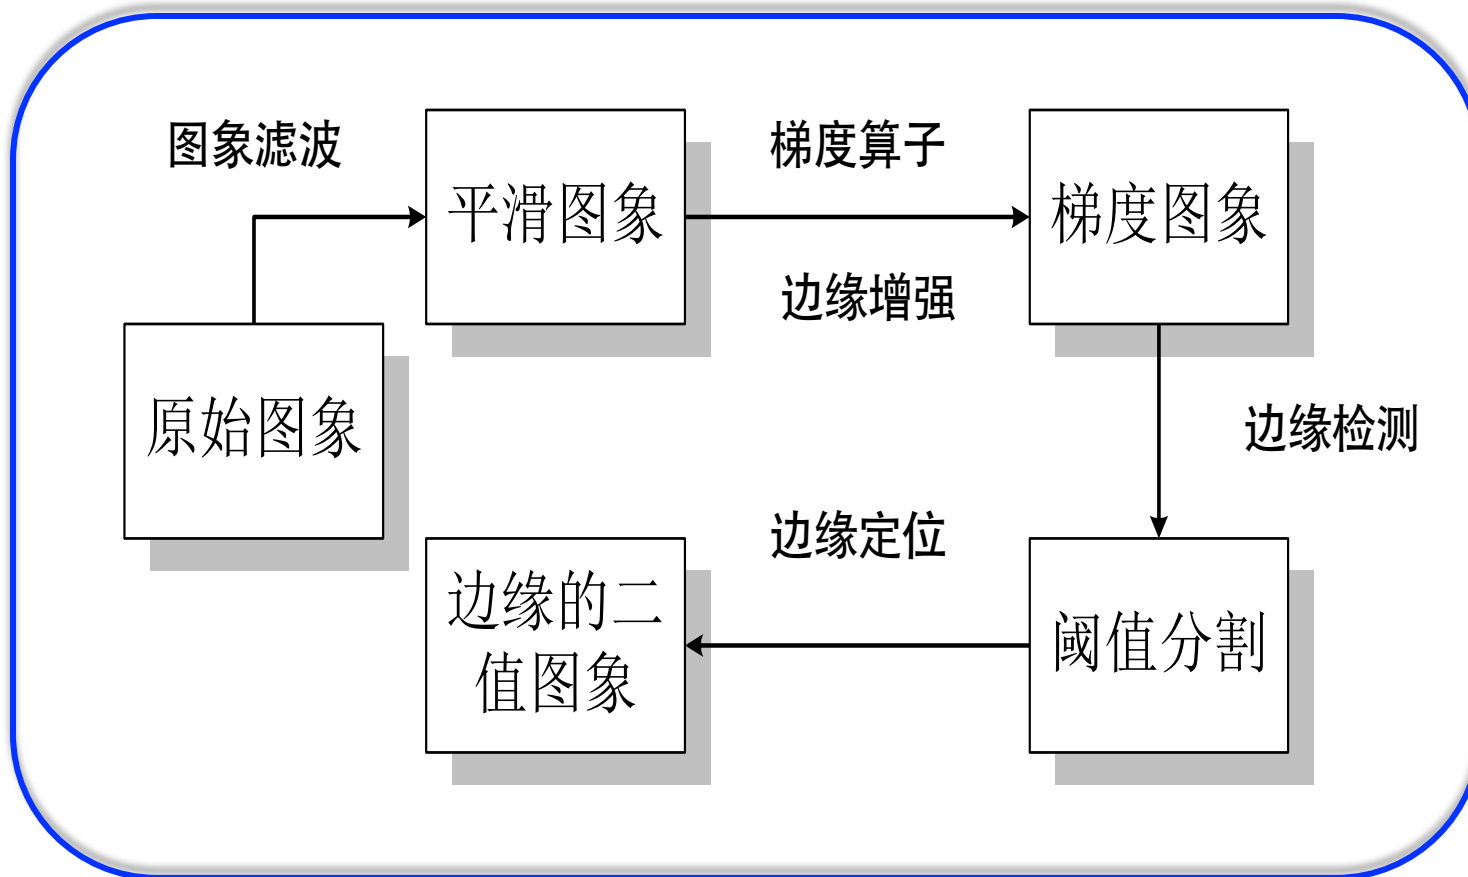 图象滤波
平滑图象
梯度算子
边缘增强
梯度图象
原始图象
边缘检测
边缘定位
边缘的二
值图象
阈值分割